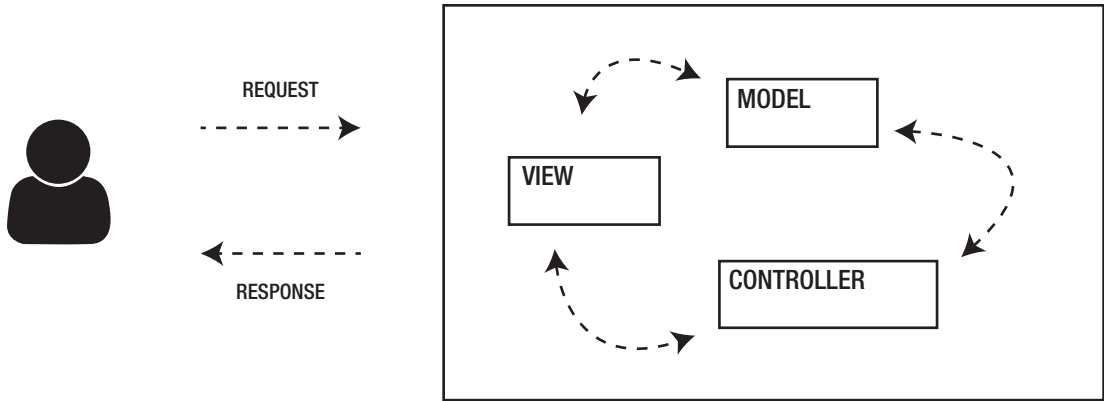 REQUEST
MODEL
VIEW
CONTROLLER
RESPONSE